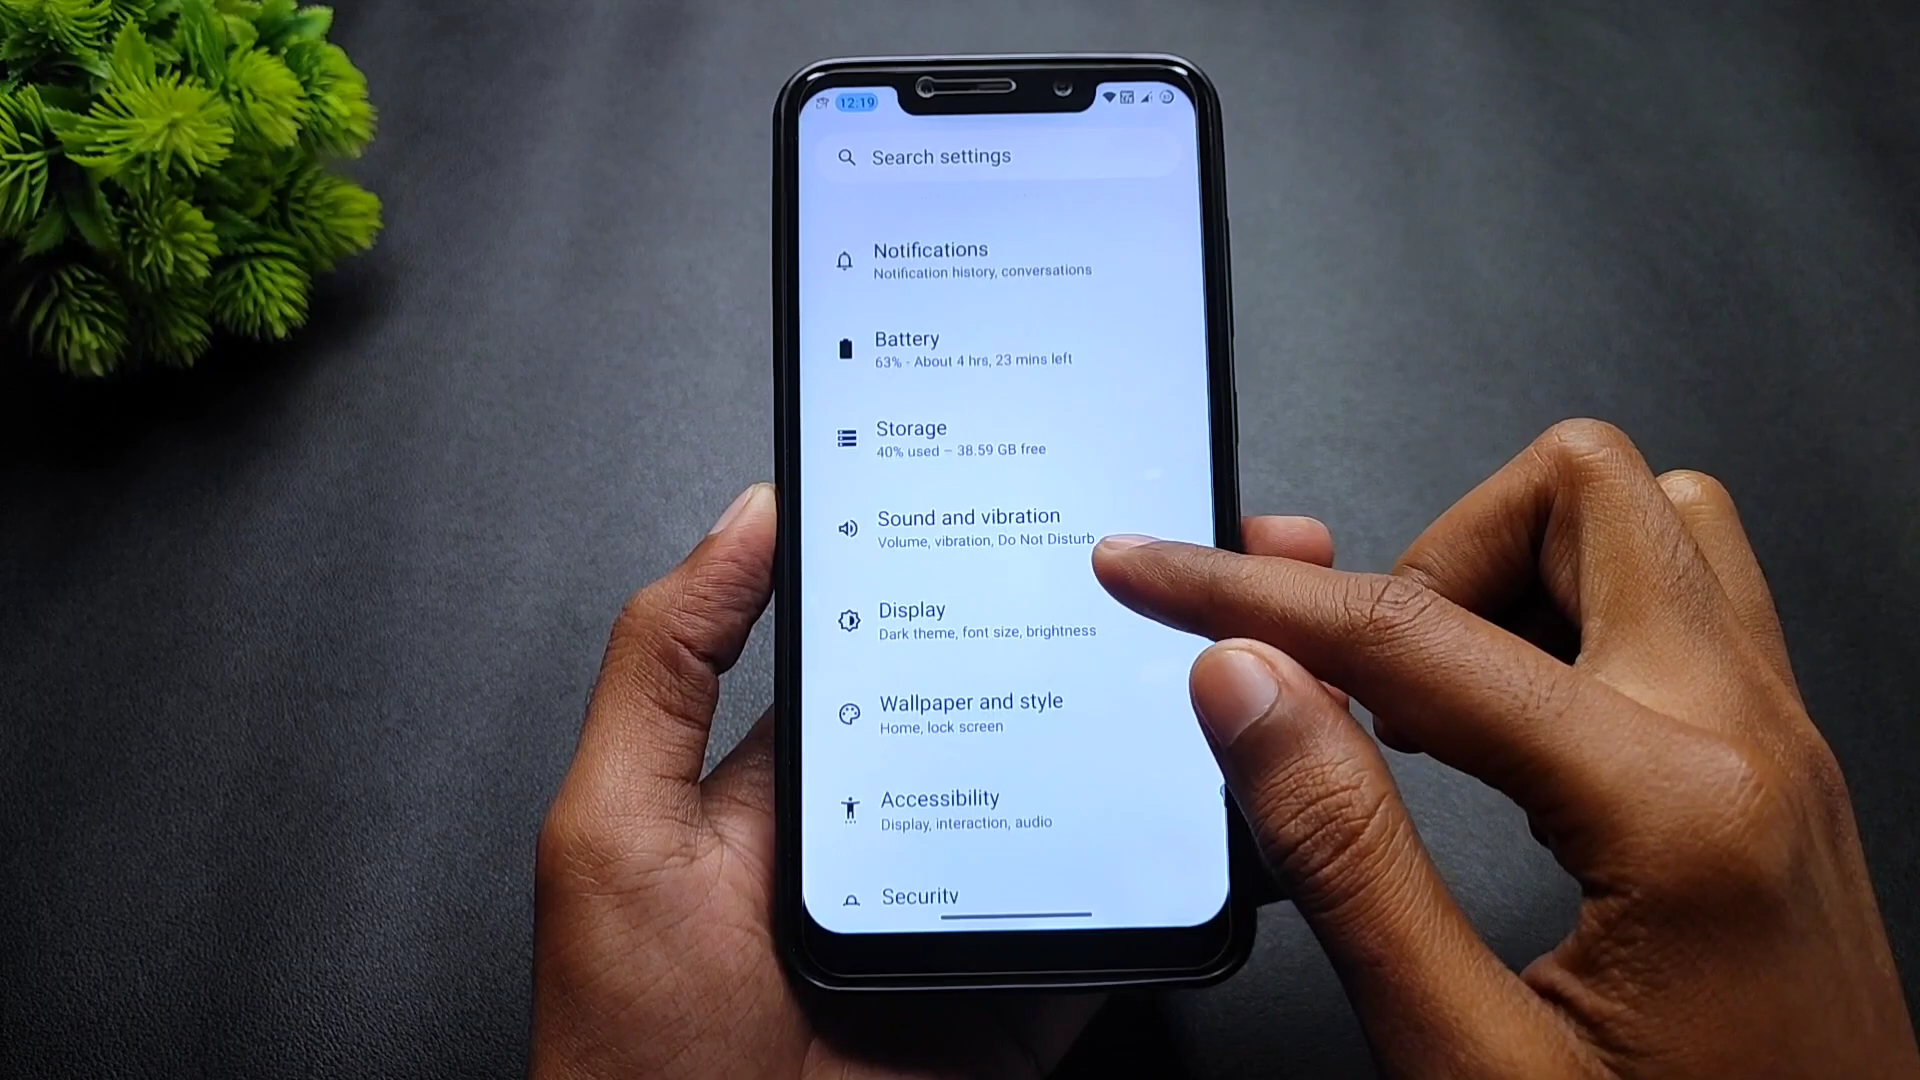 12:19
Search settings
Notifications
Notification history, conversations
Battery
63% - About 4 hrs, 23 mins left
Storage
40% used – 38.59 GB free
Sound and vibration
Volume, vibration, Do Not Disturb
Display
Dark theme, font size, brightness
Wallpaper and style
Home, lock screen
Accessibility
Display, interaction, audio
Security